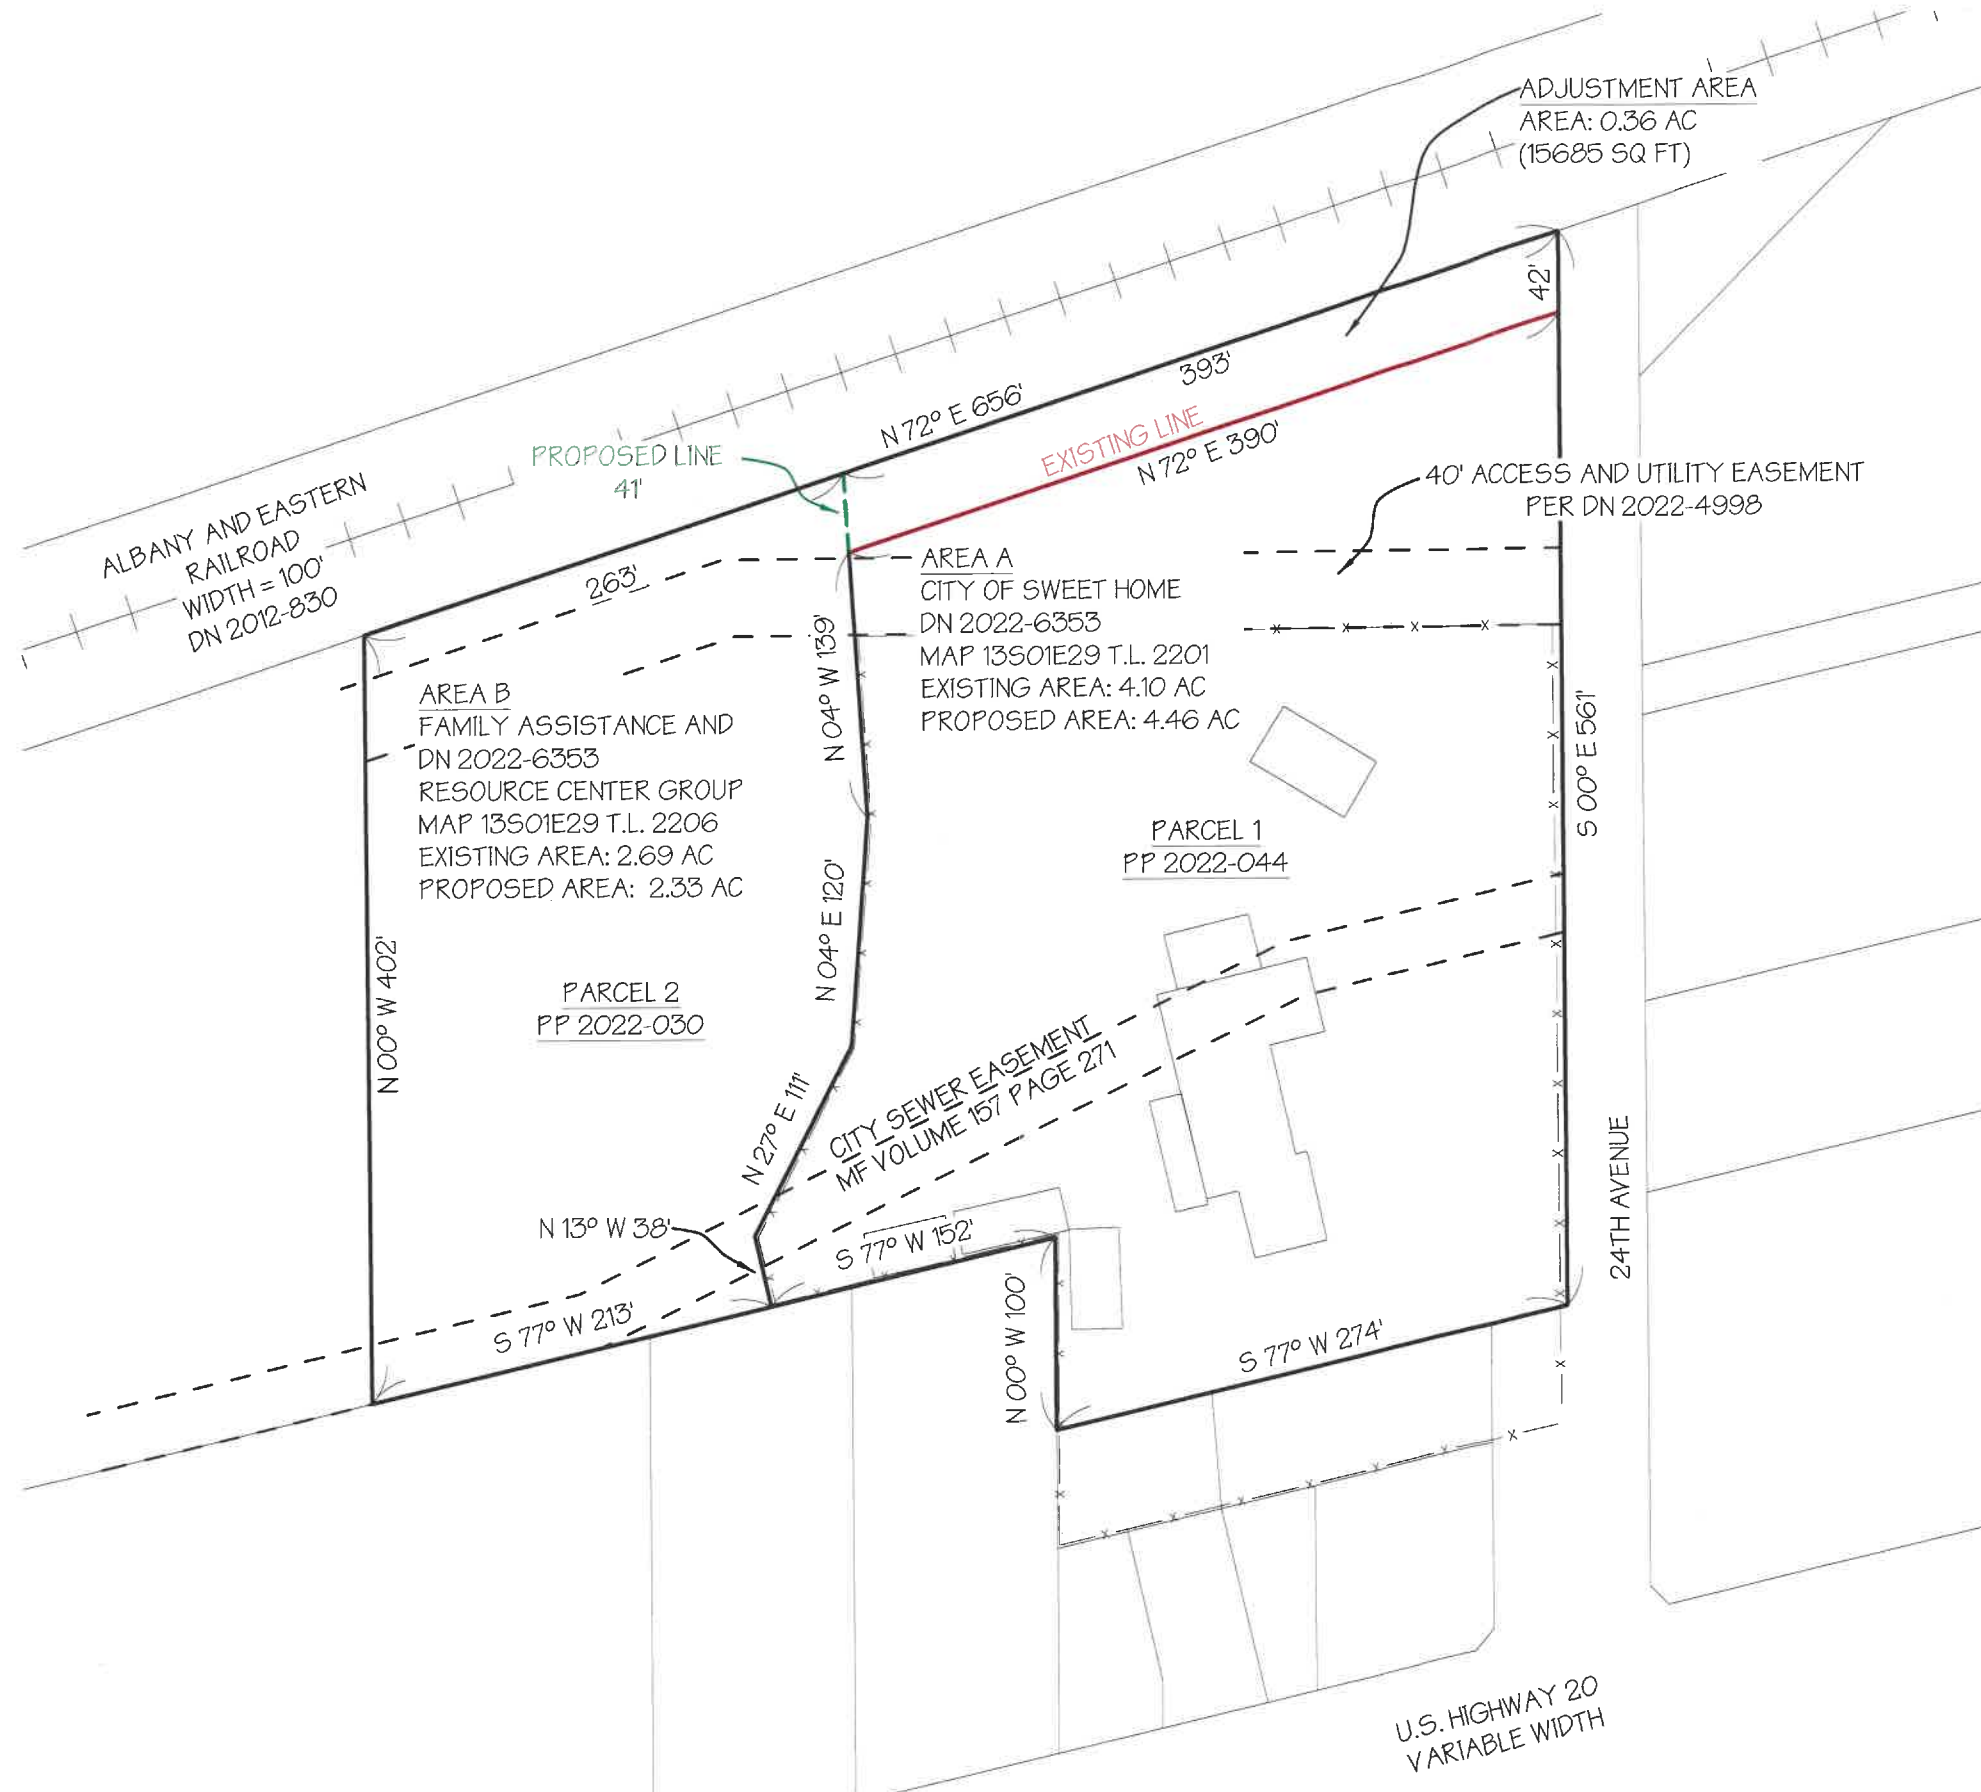 ADJUSTMENT AREA
AREA: 0.36 AC
(15685 SQ FT)
42'
393'
N 72° E 656'
EXISTING LINE
N 72° E 390'
PROPOSED LINE
41'
ALBANY AND EASTERN
RAILROAD
WIDTH = 100'
DN 2012-830
263'
40' ACCESS AND UTILITY EASEMENT
PER DN 2022-4998
AREA A
CITY OF SWEET HOME
DN 2022-6353
MAP 13S01E29 T.L. 2201
EXISTING AREA: 4.10 AC
PROPOSED AREA: 4.46 AC
N 04° W 139'
AREA B
FAMILY ASSISTANCE AND
DN 2022-6353
RESOURCE CENTER GROUP
MAP 13S01E29 T.L. 2206
EXISTING AREA: 2.69 AC
PROPOSED AREA: 2.33 AC
S 00° E 561'
PARCEL 1
PP 2022-044
N 04° E 120'
N 00° W 402'
PARCEL 2
PP 2022-030
CITY SEWER EASEMENT
MF VOLUME 157 PAGE 271
N 27° E 111'
N 13° W 38'
S 77° W 152'
24TH AVENUE
S 77° W 213'
N 00° W 100'
S 77° W 274'
U.S. HIGHWAY 20
VARIABLE WIDTH